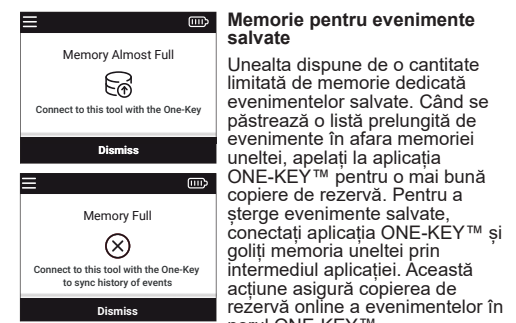 Memory Almost Full
Connect to this tool with the One-Key
Dismiss
Memory Full
Connect to this tool with the One-Key
to sync history of events
Dismiss
Memorie pentru evenimente
salvate
Unealta dispune de o cantitate
limitată de memorie dedicată
evenimentelor salvate. Când se
păstrează o listă prelungită de
evenimente în afara memoriei
uneltei, apelați la aplicația
ONE-KEY™ pentru o mai bună
copiere de rezervă. Pentru a
șterge evenimente salvate,
conectați aplicația ONE-KEY™ și
goliți memoria uneltei prin
intermediul aplicației. Această
acțiune asigură copierea de
rezervă online a evenimentelor în